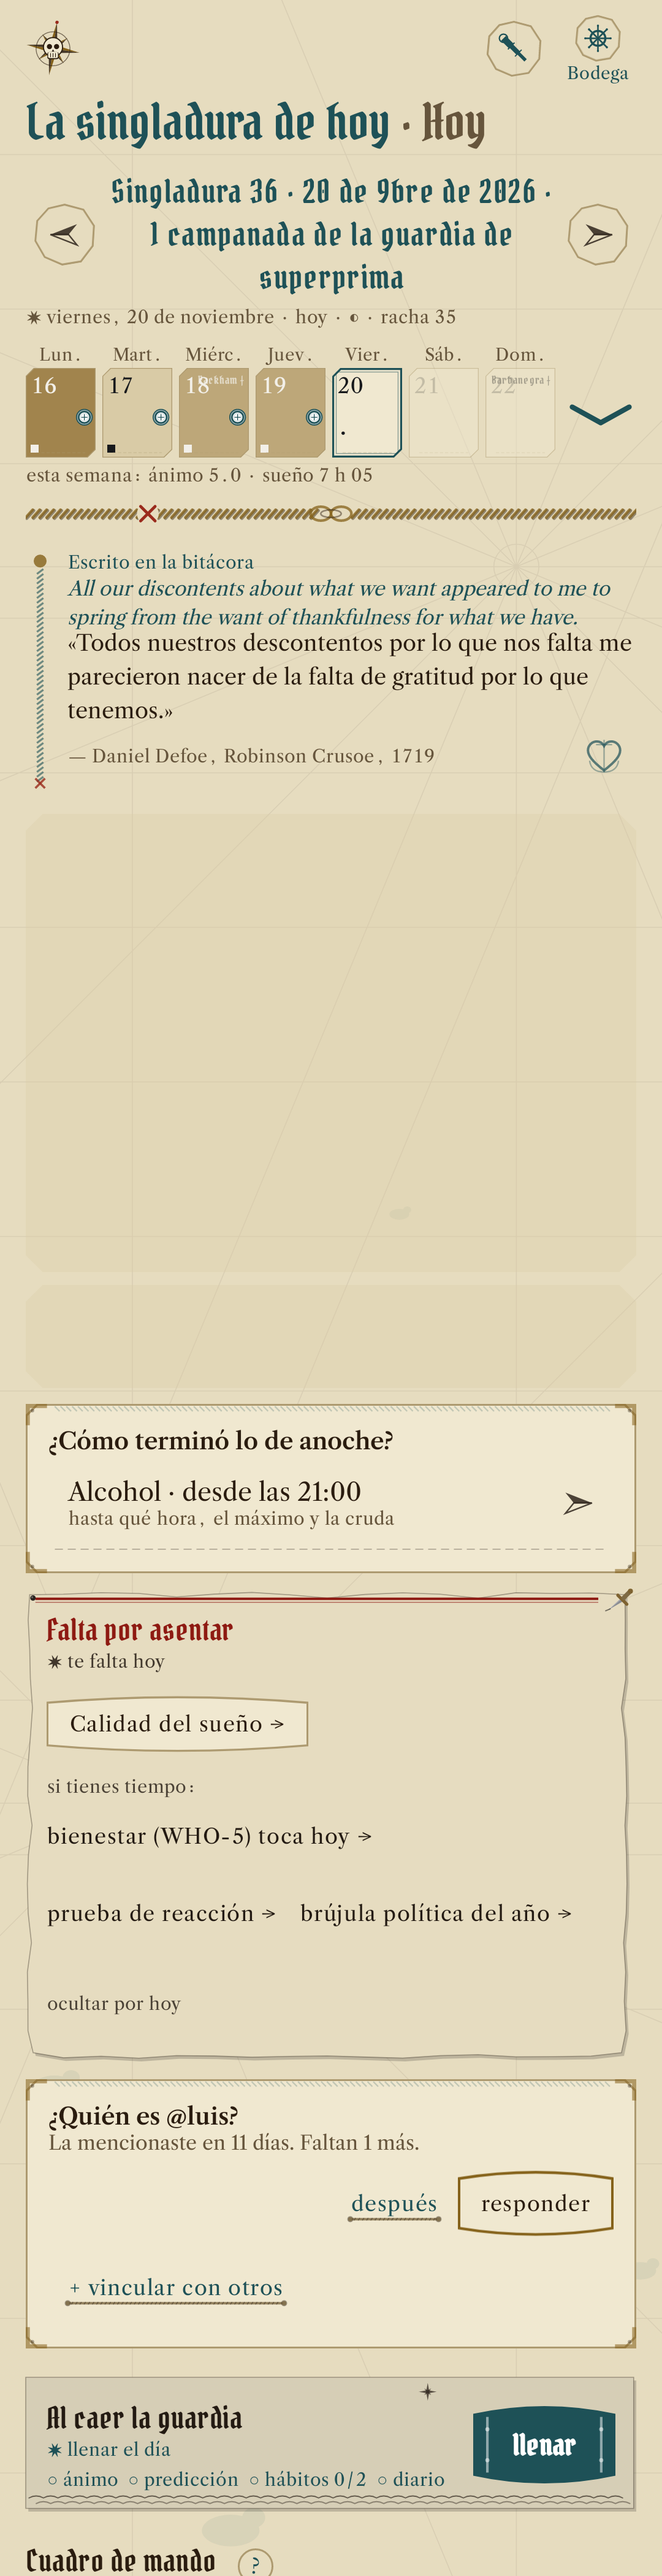 Bodega
La singladura de hoy · Hoy
Singladura 36 · 20 de 9bre de 2026 ·
1 campanada de la guardia de
superprima
viernes, 20 de noviembre · hoy · racha 35
Lun. Mart. Miérc. Juev. Vier. Sáb. Dom.
16 17 18 19 20 21 22
esta semana: ánimo 5.0 · sueño 7 h 05
Escrito en la bitácora
All our discontents about what we want appeared to me to
spring from the want of thankfulness for what we have.
«Todos nuestros descontentos por lo que nos falta me
parecieron nacer de la falta de gratitud por lo que
tenemos.»
— Daniel Defoe, Robinson Crusoe, 1719
¿Cómo terminó lo de anoche?
Alcohol · desde las 21:00
hasta qué hora, el máximo y la cruda
Falta por asentar
te falta hoy
Calidad del sueño →
si tienes tiempo:
bienestar (WHO-5) toca hoy →
prueba de reacción → brújula política del año →
ocultar por hoy
¿Quién es @luis?
La mencionaste en 11 días. Faltan 1 más.
después responder
+ vincular con otros
Al caer la guardia
llenar el día
llenar
○ ánimo ○ predicción ○ hábitos 0/2 ○ diario
Cuadro de mando ?